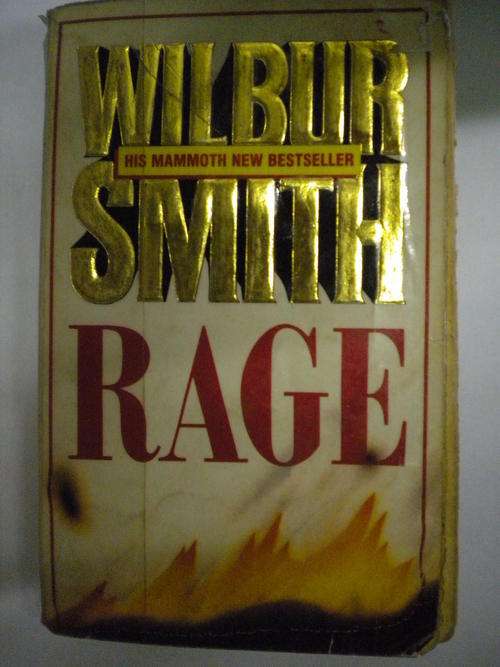 WILBUR
HIS MAMMOTH NEW BESTSELLER
SMITH
RAGE